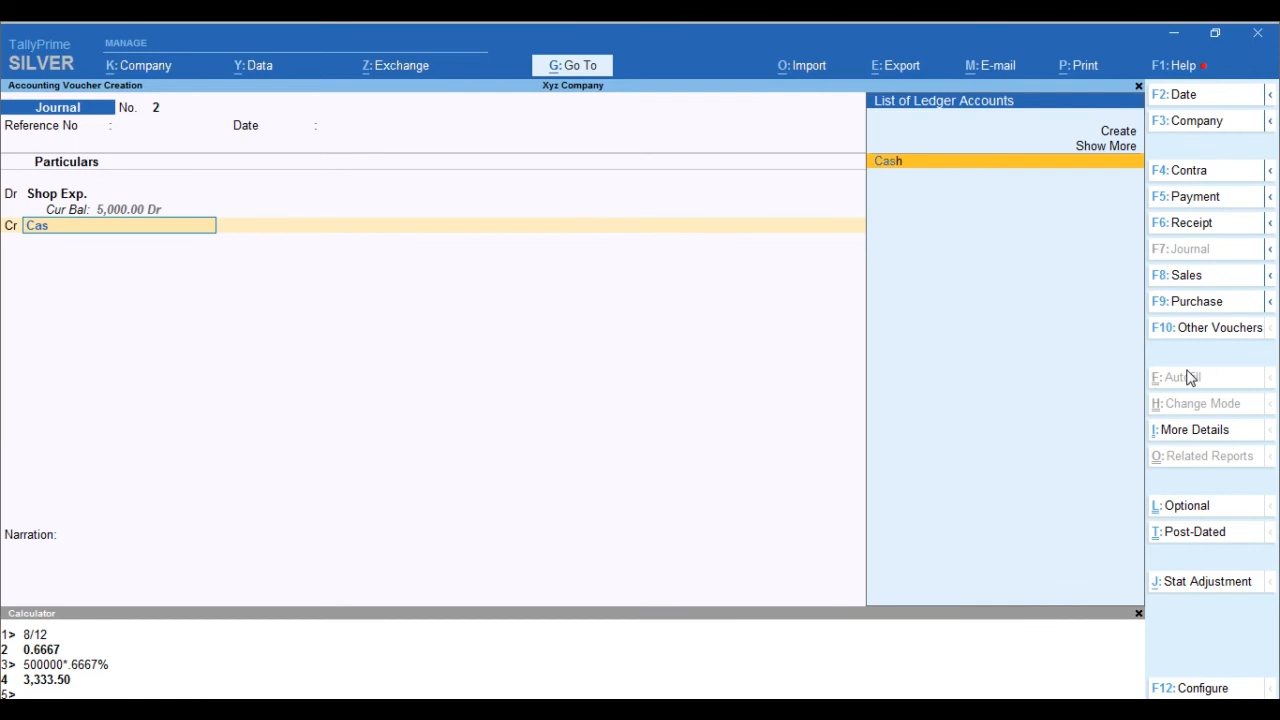 TallyPrime
SILVER
MANAGE
K: Company
Y: Data
Z: Exchange
G: Go To
O: Import
E: Export
M: E-mail
P: Print
F1: Help
Accounting Voucher Creation
Xyz Company
Journal No. 2
Reference No : Date :
Particulars
Dr Shop Exp.
Cur Bal: 5,000.00 Dr
Cr Cas
Narration:
List of Ledger Accounts
Create
Show More
Cash
F2: Date
F3: Company
F4: Contra
F5: Payment
F6: Receipt
F7: Journal
F8: Sales
F9: Purchase
F10: Other Vouchers
H: Change Mode
I: More Details
O: Related Reports
L: Optional
T: Post-Dated
J: Stat Adjustment
F12: Configure
Calculator
1> 8/12
2 0.6667
3> 500000*.6667%
4 3,333.50
5>